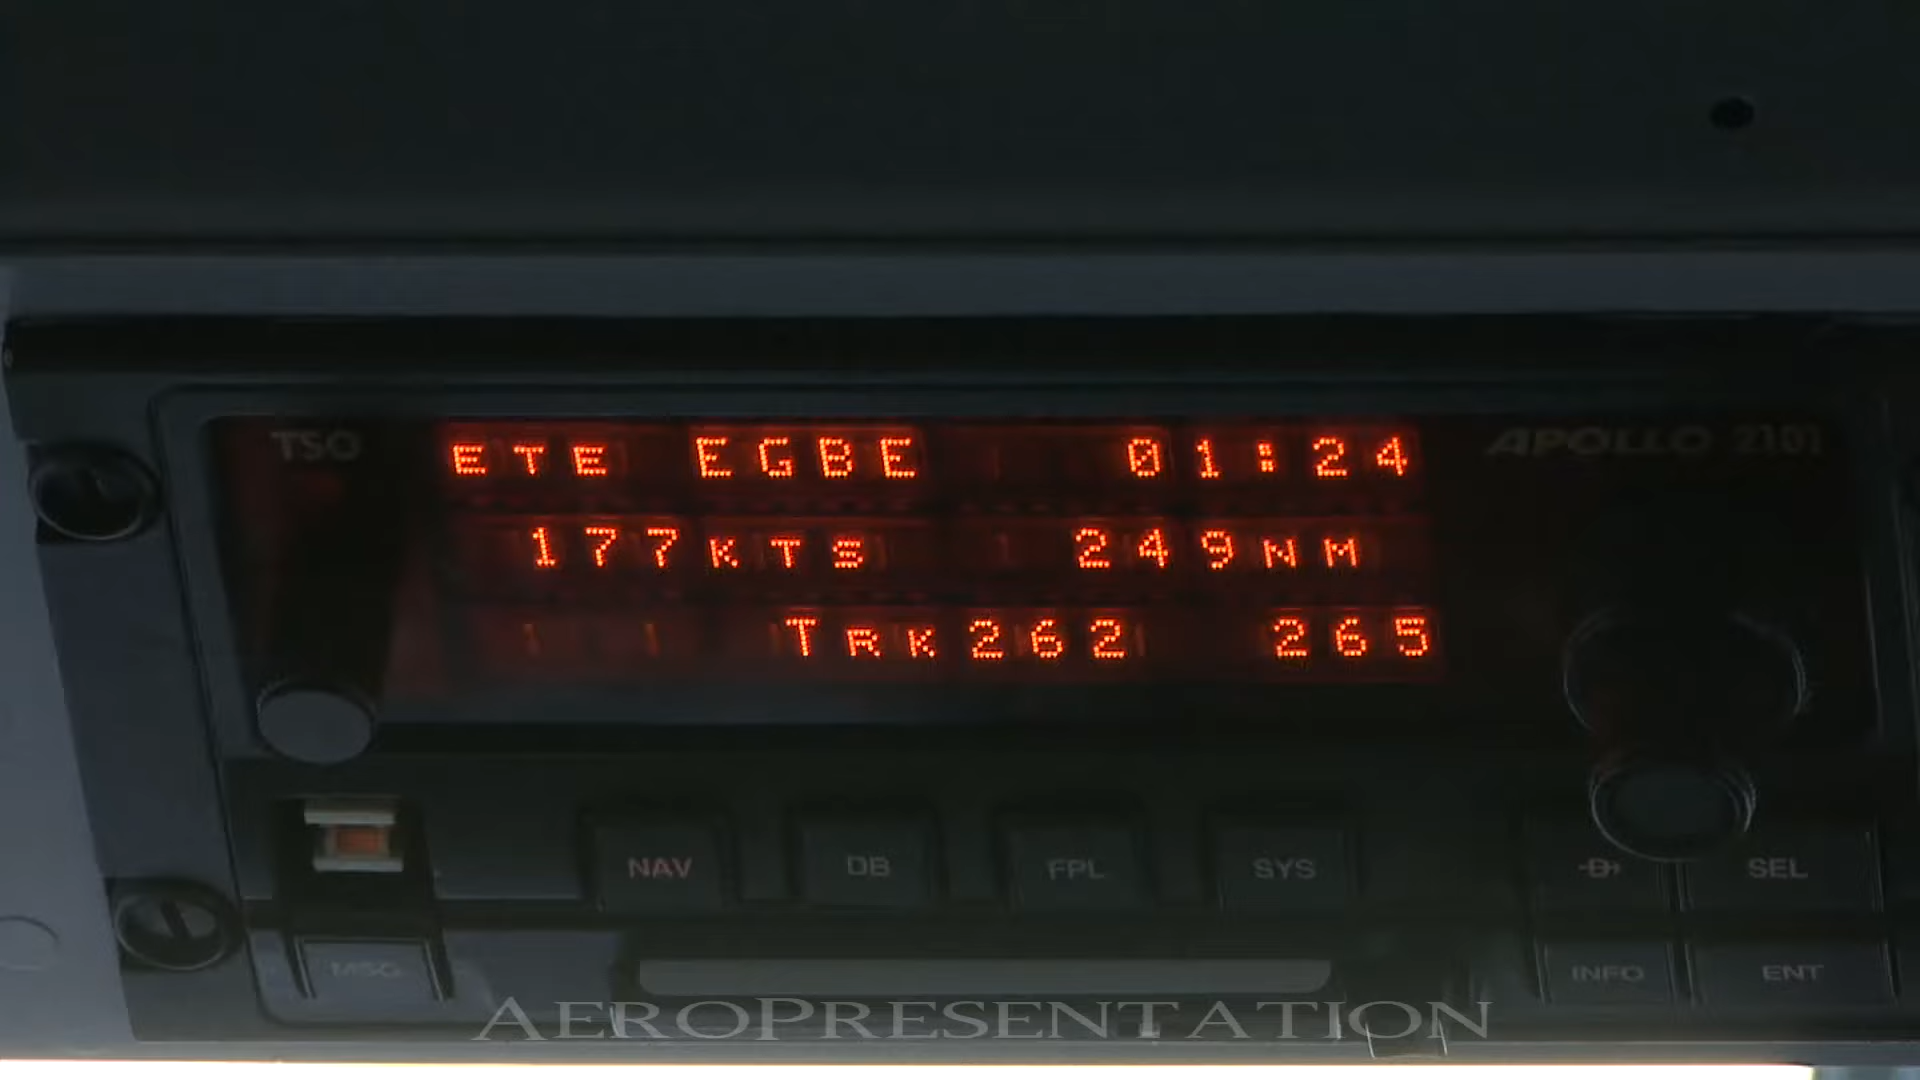 TSO
APOLLO 2101
ETE EGBE 01:24
177KTS 249NM
TRK262 265
NAV DB FPL SYS D SEL
MSG INFO ENT
AEROPRESENTATION